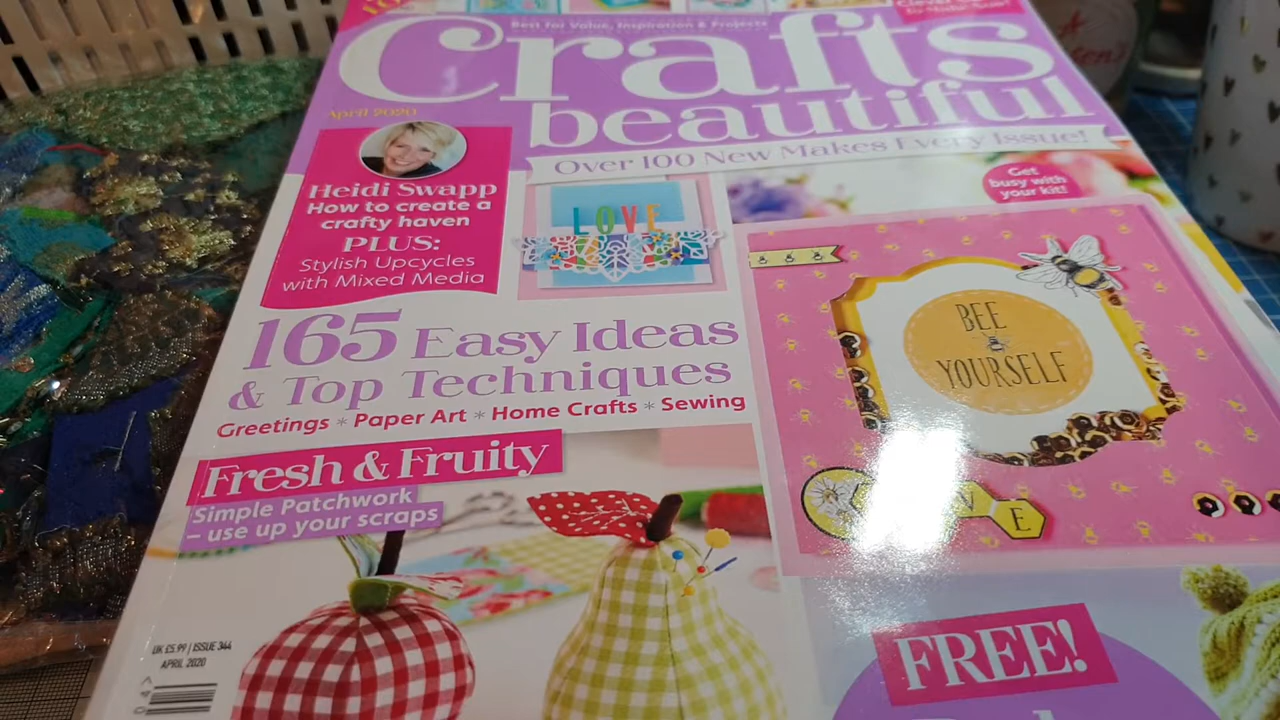 Best for Value, Inspiration & Projects
Crafts
beautiful
April 2020
Over 100 New Makes Every Issue!
Heidi Swapp
How to create a
crafty haven
PLUS:
Stylish Upcycles
with Mixed Media
LOVE
Get
busy with
your kit!
BEE
YOURSELF
165 Easy Ideas
& Top Techniques
Greetings * Paper Art * Home Crafts * Sewing
Fresh & Fruity
Simple Patchwork
– use up your scraps
E
UK £5.99 | ISSUE 344
APRIL 2020
FREE!